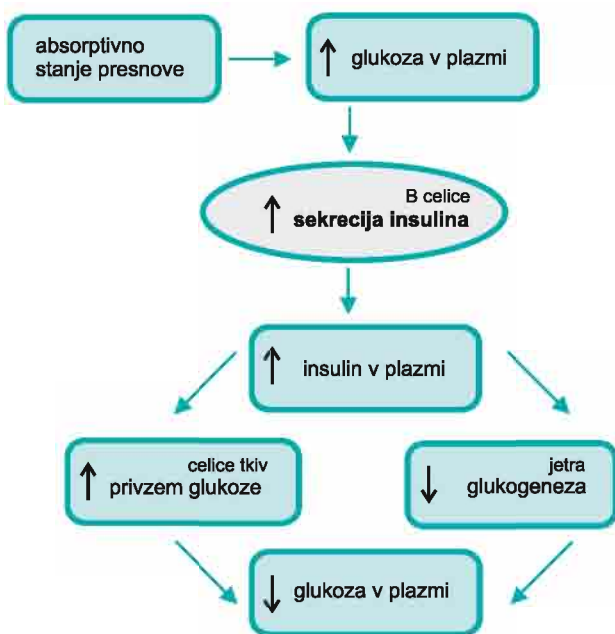 absorptivno
stanje presnove
↑ glukoza v plazmi
B celice
↑ sekrecija insulina
↑ insulin v plazmi
celice tkiv
↑ privzem glukoze
jetra
↓ glukogeneza
↓ glukoza v plazmi